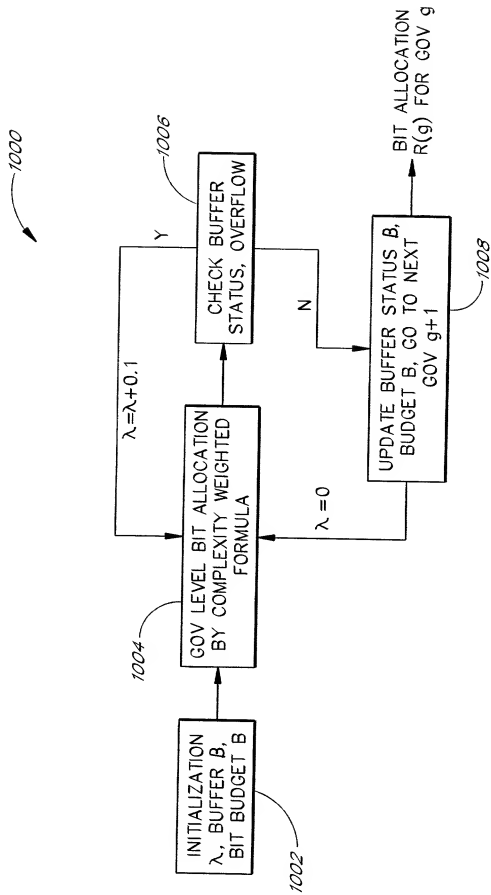 1000
INITIALIZATION
λ, BUFFER B,
BIT BUDGET B
1002
GOV LEVEL BIT ALLOCATION
BY COMPLEXITY WEIGHTED
FORMULA
1004
λ=λ+0.1
Y
CHECK BUFFER
STATUS, OVERFLOW
1006
N
λ=0
UPDATE BUFFER STATUS B,
BUDGET B, GO TO NEXT
GOV g+1
1008
BIT ALLOCATION
R(g) FOR GOV g